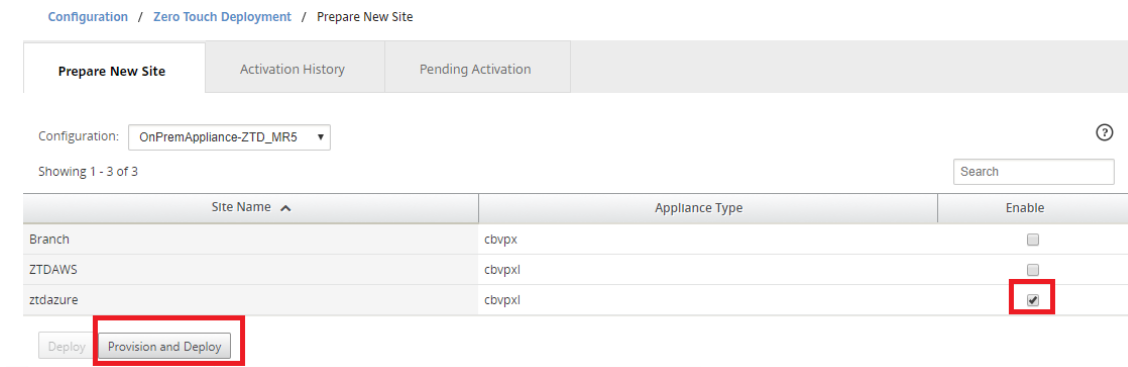 Configuration / Zero Touch Deployment / Prepare New Site
Prepare New Site Activation History Pending Activation
Configuration: OnPremAppliance-ZTD_MR5
Showing 1 - 3 of 3 Search
Site Name Appliance Type Enable
Branch cbvpx
ZTDAWS cbvpxl
ztdazure cbvpxl
Deploy Provision and Deploy